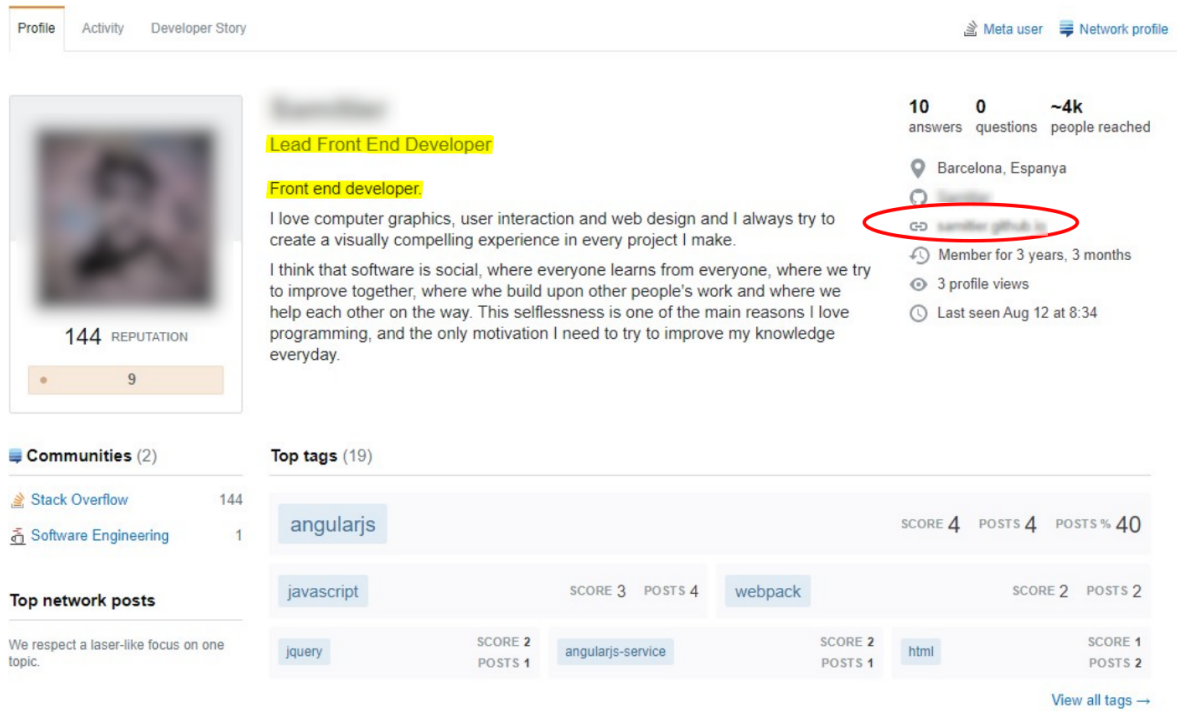 Profile Activity Developer Story
Meta user Network profile
Lead Front End Developer
Front end developer.
I love computer graphics, user interaction and web design and I always try to
create a visually compelling experience in every project I make.
I think that software is social, where everyone learns from everyone, where we try
to improve together, where whe build upon other people's work and where we
help each other on the way. This selflessness is one of the main reasons I love
programming, and the only motivation I need to try to improve my knowledge
everyday.
144 REPUTATION
9
10 0 ~4k
answers questions people reached
Barcelona, Espanya
Member for 3 years, 3 months
3 profile views
Last seen Aug 12 at 8:34
Communities (2)
Stack Overflow 144
Software Engineering 1
Top network posts
We respect a laser-like focus on one
topic.
Top tags (19)
angularjs SCORE 4 POSTS 4 POSTS % 40
javascript SCORE 3 POSTS 4
webpack SCORE 2 POSTS 2
jquery SCORE 2
POSTS 1
angularjs-service SCORE 2
POSTS 1
html SCORE 1
POSTS 2
View all tags →